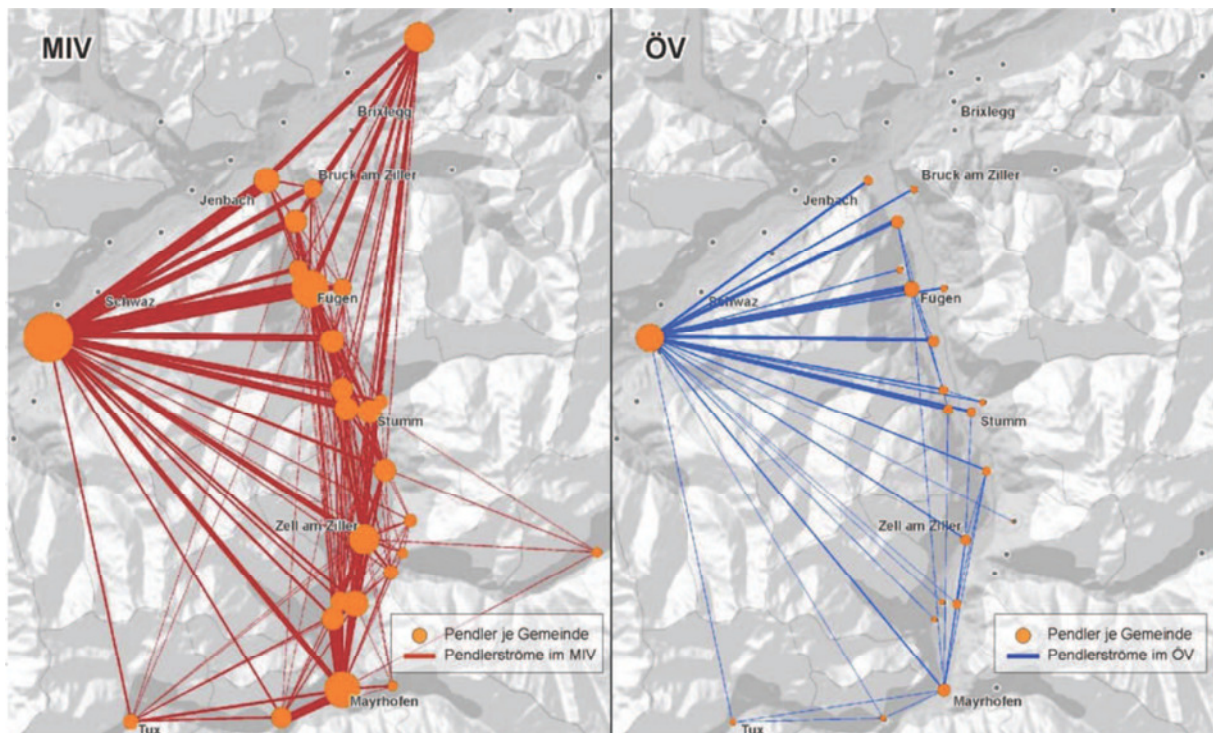 MIV
Brixlegg
Bruck am Ziller
Jenbach
Schwaz
Fügen
Stumm
Zell am Ziller
Pendler je Gemeinde
Pendlerströme im MIV
Mayrhofen
Tux
ÖV
Brixlegg
Bruck am Ziller
Jenbach
Schwaz
Fügen
Stumm
Zell am Ziller
Pendler je Gemeinde
Pendlerströme im ÖV
Mayrhofen
Tux